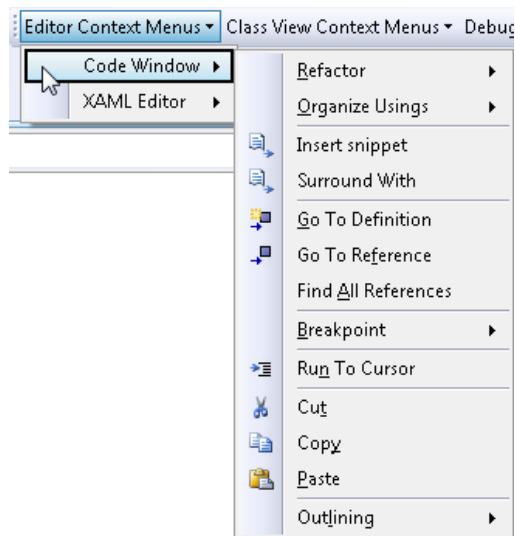 Editor Context Menus Class View Context Menus Debug
Code Window
XAML Editor
Refactor
Organize Usings
Insert snippet
Surround With
Go To Definition
Go To Reference
Find All References
Breakpoint
Run To Cursor
Cut
Copy
Paste
Outlining